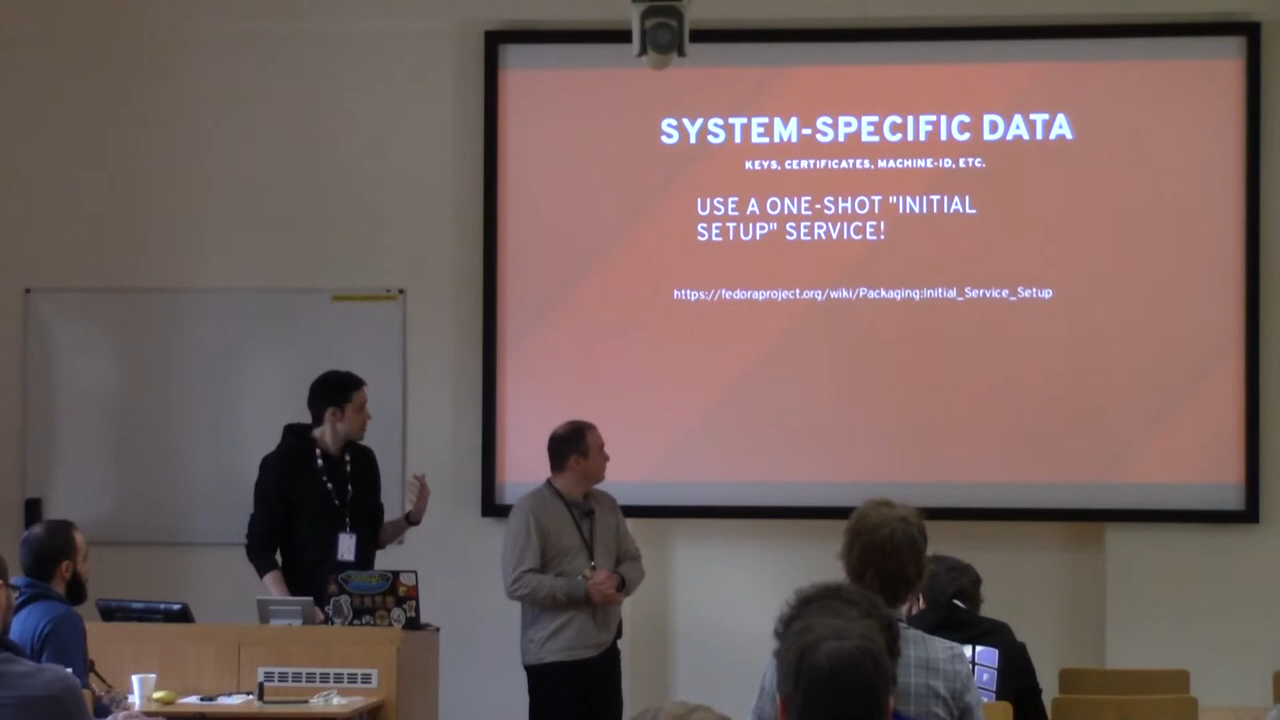 SYSTEM-SPECIFIC DATA
KEYS, CERTIFICATES, MACHINE-ID, ETC.
USE A ONE-SHOT "INITIAL
SETUP" SERVICE!
https://fedoraproject.org/wiki/Packaging:Initial_Service_Setup